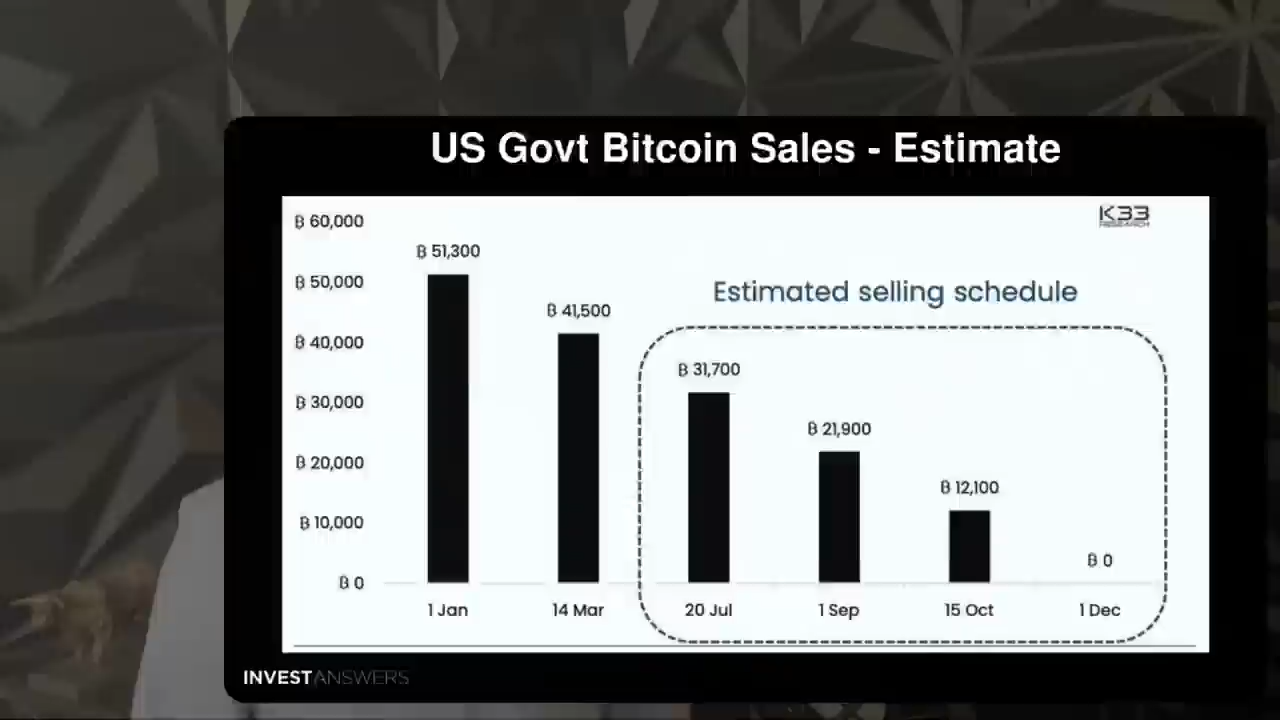 US Govt Bitcoin Sales - Estimate
K33
RESEARCH
Estimated selling schedule
₿ 60,000
₿ 50,000
₿ 40,000
₿ 30,000
₿ 20,000
₿ 10,000
₿ 0
₿ 51,300
₿ 41,500
₿ 31,700
₿ 21,900
₿ 12,100
₿ 0
1 Jan
14 Mar
20 Jul
1 Sep
15 Oct
1 Dec
INVESTANSWERS